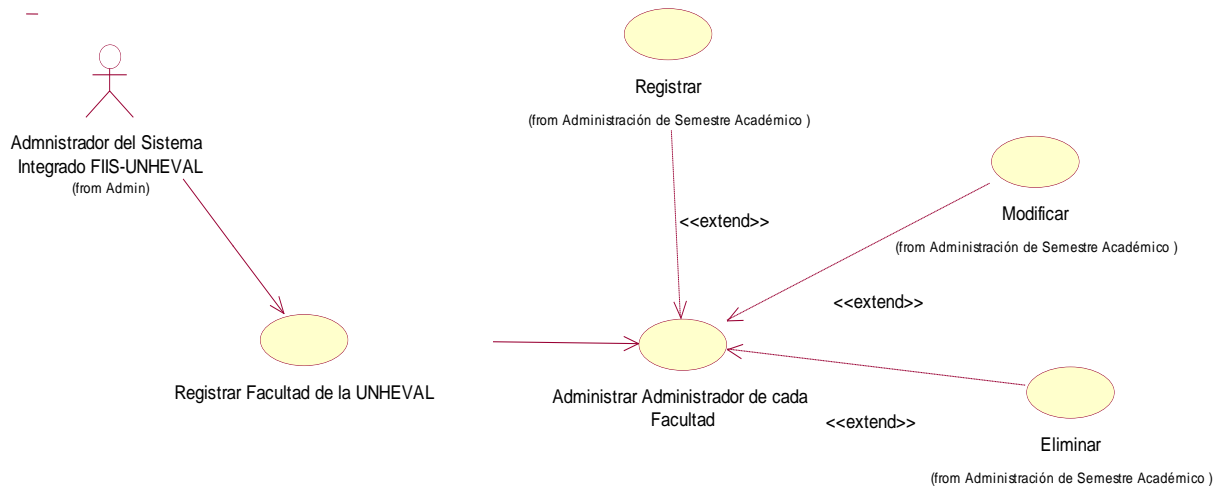 Admnistrador del Sistema
Integrado FIIS-UNHEVAL
(from Admin)
Registrar
(from Administración de Semestre Académico )
<<extend>>
Modificar
(from Administración de Semestre Académico )
<<extend>>
Registrar Facultad de la UNHEVAL
Administrar Administrador de cada
Facultad
<<extend>>
Eliminar
(from Administración de Semestre Académico )